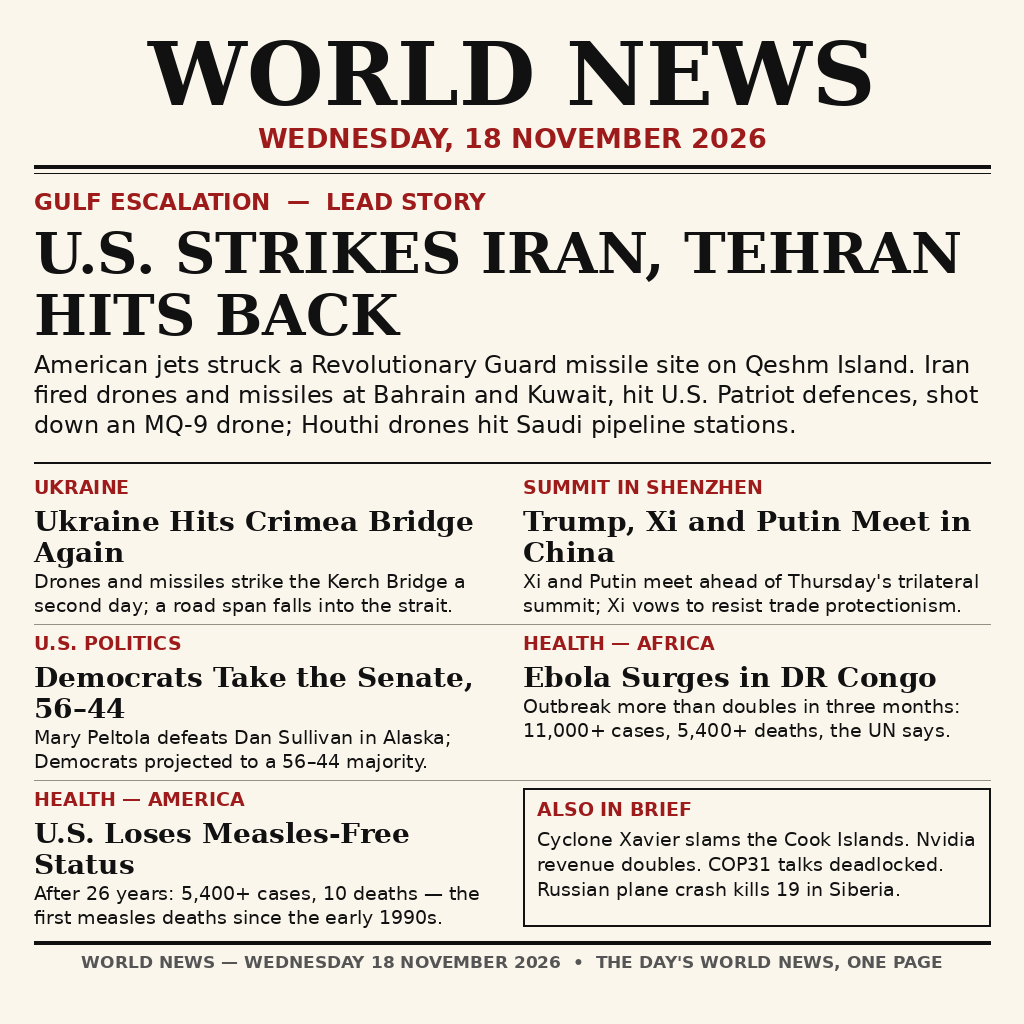 WORLD NEWS
WEDNESDAY, 18 NOVEMBER 2026
GULF ESCALATION — LEAD STORY
U.S. STRIKES IRAN, TEHRAN
HITS BACK
American jets struck a Revolutionary Guard missile site on Qeshm Island. Iran
fired drones and missiles at Bahrain and Kuwait, hit U.S. Patriot defences, shot
down an MQ-9 drone; Houthi drones hit Saudi pipeline stations.
UKRAINE
Ukraine Hits Crimea Bridge
Again
Drones and missiles strike the Kerch Bridge a
second day; a road span falls into the strait.
SUMMIT IN SHENZHEN
Trump, Xi and Putin Meet in
China
Xi and Putin meet ahead of Thursday's trilateral
summit; Xi vows to resist trade protectionism.
U.S. POLITICS
Democrats Take the Senate,
56–44
Mary Peltola defeats Dan Sullivan in Alaska;
Democrats projected to a 56–44 majority.
HEALTH — AFRICA
Ebola Surges in DR Congo
Outbreak more than doubles in three months:
11,000+ cases, 5,400+ deaths, the UN says.
HEALTH — AMERICA
U.S. Loses Measles-Free
Status
After 26 years: 5,400+ cases, 10 deaths — the
first measles deaths since the early 1990s.
ALSO IN BRIEF
Cyclone Xavier slams the Cook Islands. Nvidia
revenue doubles. COP31 talks deadlocked.
Russian plane crash kills 19 in Siberia.
WORLD NEWS — WEDNESDAY 18 NOVEMBER 2026 • THE DAY'S WORLD NEWS, ONE PAGE